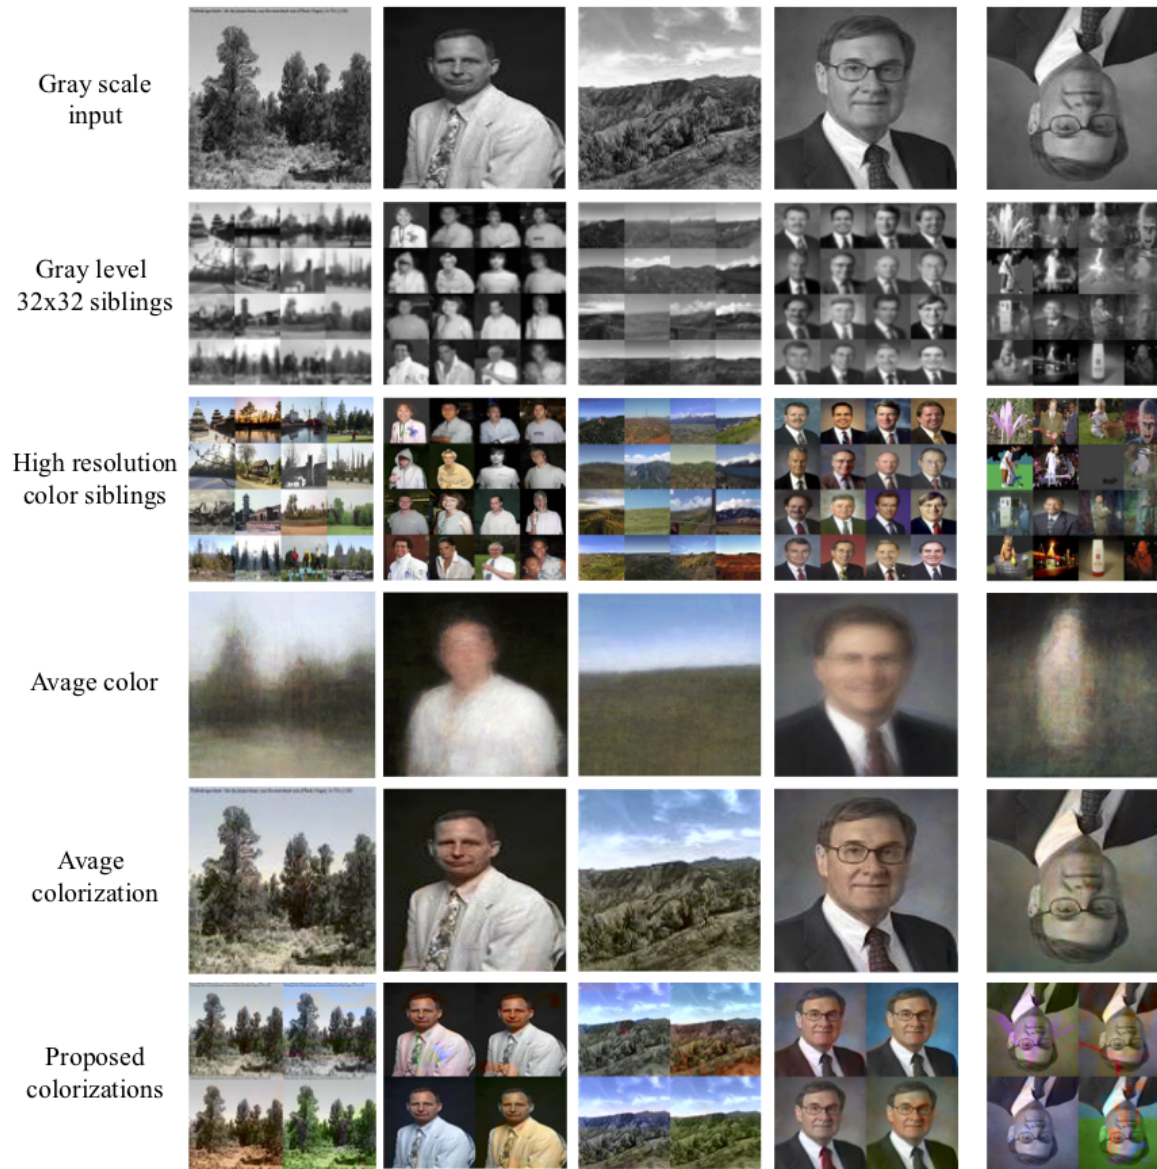 Gray scale
input
Gray level
32x32 siblings
High resolution
color siblings
Avage color
Avage
colorization
Proposed
colorizations